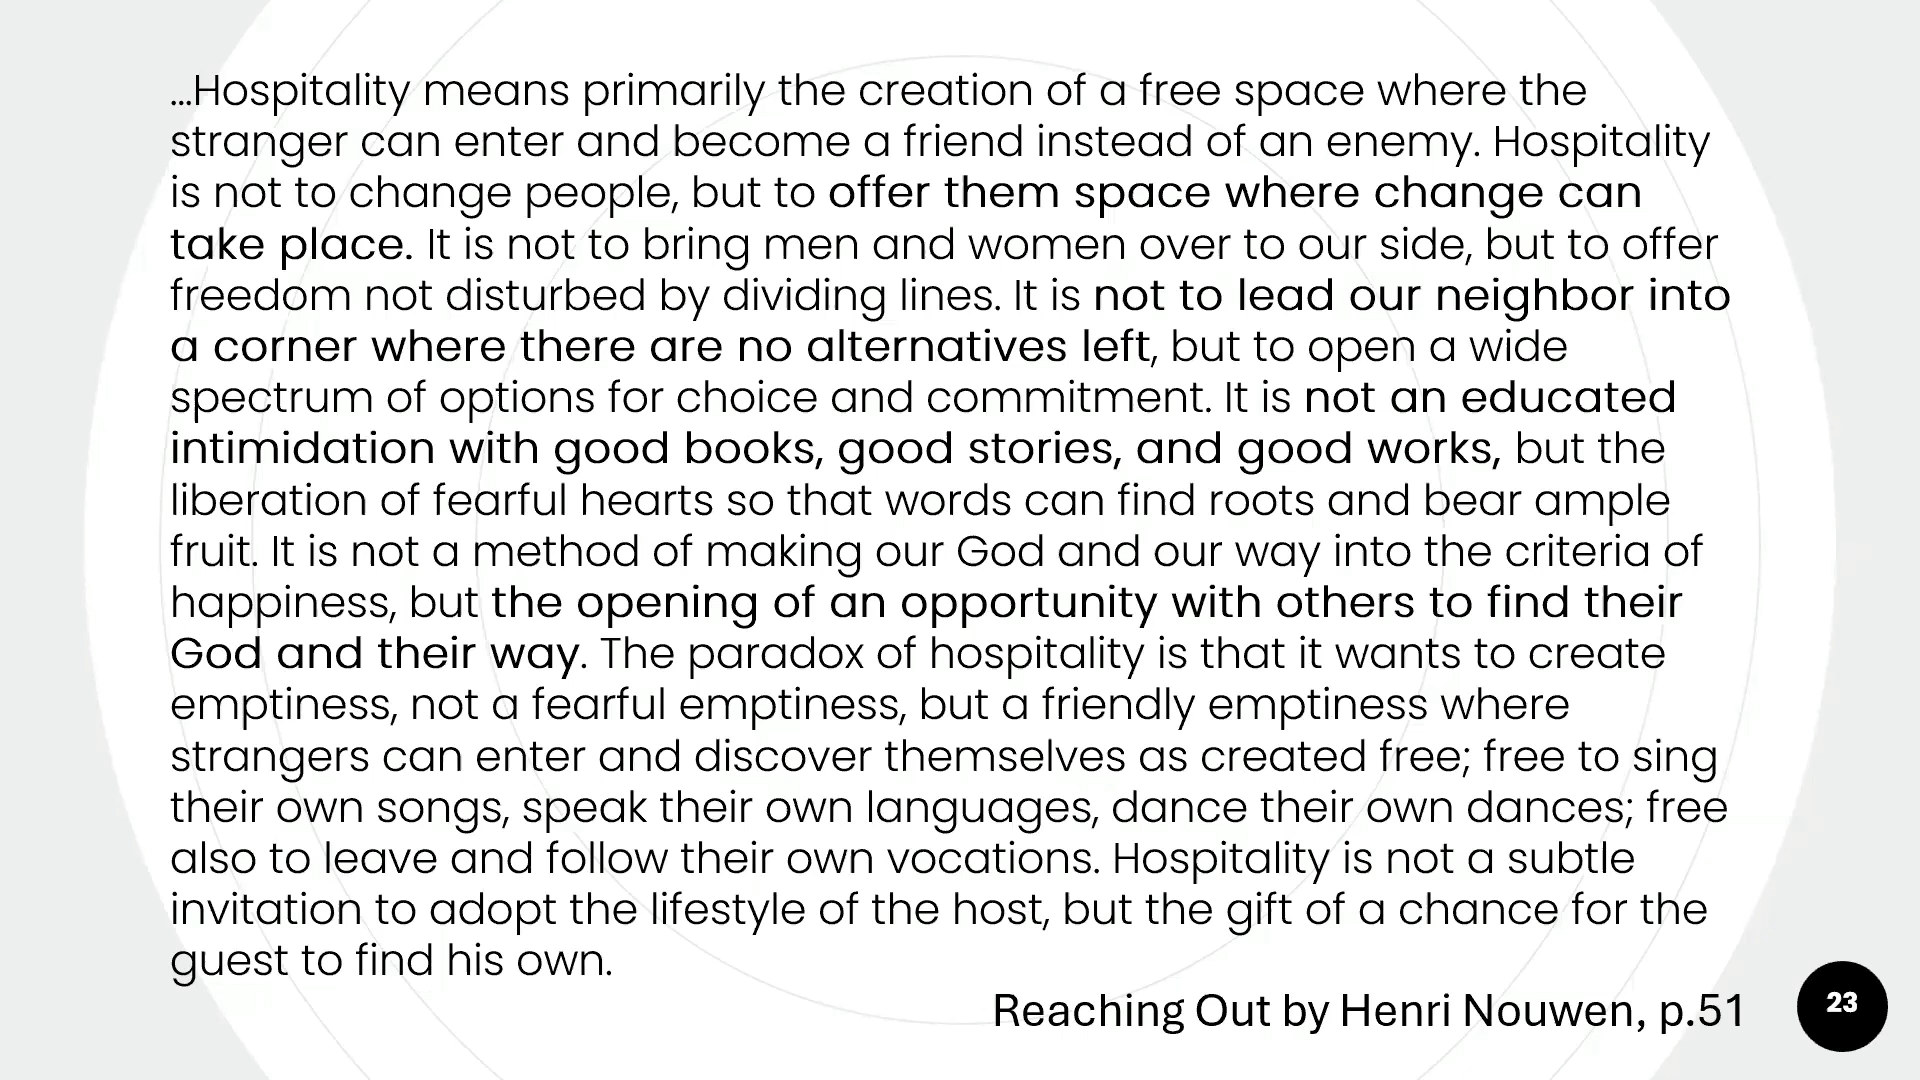 ...Hospitality means primarily the creation of a free space where the
stranger can enter and become a friend instead of an enemy. Hospitality
is not to change people, but to offer them space where change can
take place. It is not to bring men and women over to our side, but to offer
freedom not disturbed by dividing lines. It is not to lead our neighbor into
a corner where there are no alternatives left, but to open a wide
spectrum of options for choice and commitment. It is not an educated
intimidation with good books, good stories, and good works, but the
liberation of fearful hearts so that words can find roots and bear ample
fruit. It is not a method of making our God and our way into the criteria of
happiness, but the opening of an opportunity with others to find their
God and their way. The paradox of hospitality is that it wants to create
emptiness, not a fearful emptiness, but a friendly emptiness where
strangers can enter and discover themselves as created free; free to sing
their own songs, speak their own languages, dance their own dances; free
also to leave and follow their own vocations. Hospitality is not a subtle
invitation to adopt the lifestyle of the host, but the gift of a chance for the
guest to find his own.
Reaching Out by Henri Nouwen, p.51
23